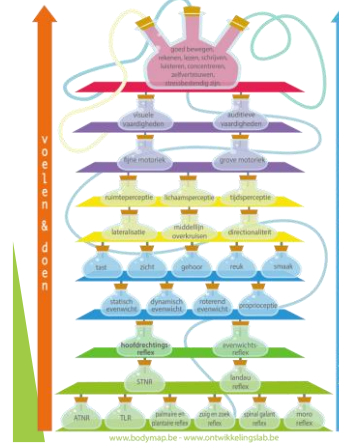 goed bewegen,
rekenen, lezen, schrijven,
luisteren, concentreren,
zelfvertrouwen,
stressbestendig zijn.
visuele
vaardigheden
auditieve
vaardigheden
fijne motoriek
grove motoriek
ruimteperceptie
lichaamsperceptie
tijdsperceptie
lateralisatie
middellijn
overkruisen
directionaliteit
tast
zicht
gehoor
reuk
smaak
statisch
evenwicht
dynamisch
evenwicht
roterend
evenwicht
proprioceptie
hoofdrechtings-
reflex
evenwichts-
reflex
STNR
landau
reflex
ATNR
TLR
palmaire en
plantaire reflex
zuig en zoek
reflex
spinal galant
reflex
moro
reflex
voelen & doen
www.bodymap.be - www.ontwikkelingslab.be